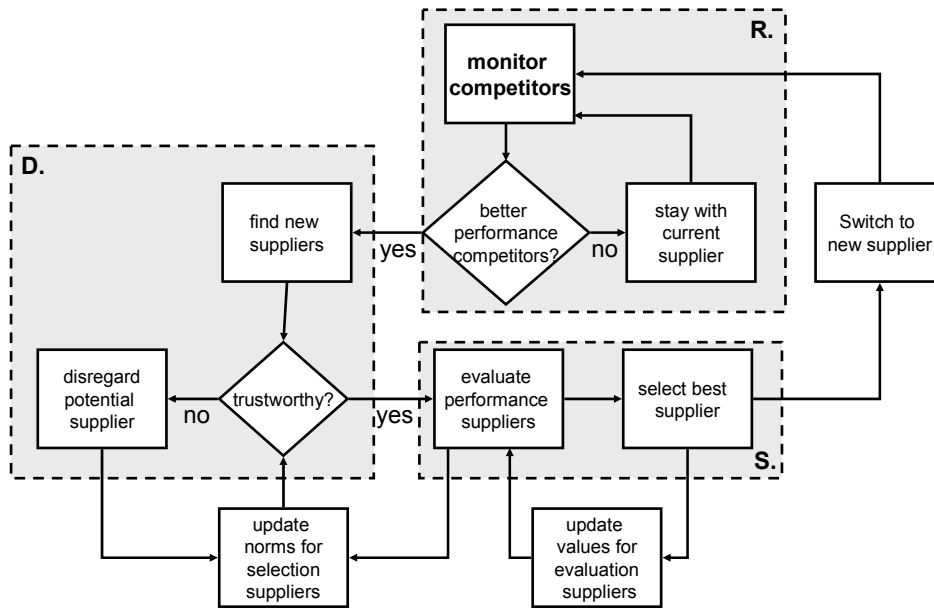 R.
monitor
competitors
D.
find new
suppliers
yes
better
performance
competitors?
no
stay with
current
supplier
Switch to
new supplier
disregard
potential
supplier
no
trustworthy?
yes
evaluate
performance
suppliers
select best
supplier
S.
update
norms for
selection
suppliers
update
values for
evaluation
suppliers